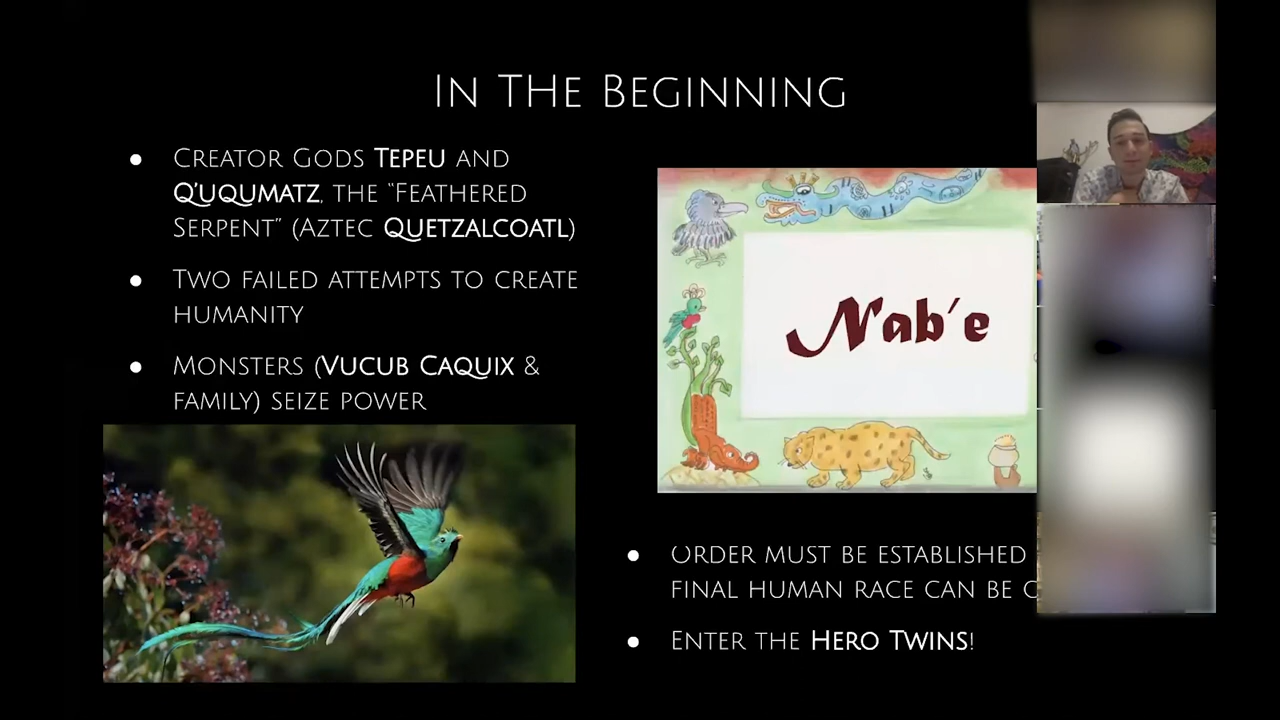 In The Beginning
● Creator Gods Tepeu and
Q'uqumatz, the "Feathered
Serpent" (Aztec Quetzalcoatl)
● Two failed attempts to create
humanity
● Monsters (Vucub Caquix &
family) seize power
Nab'e
● Order must be established
final human race can be
● Enter the Hero Twins!